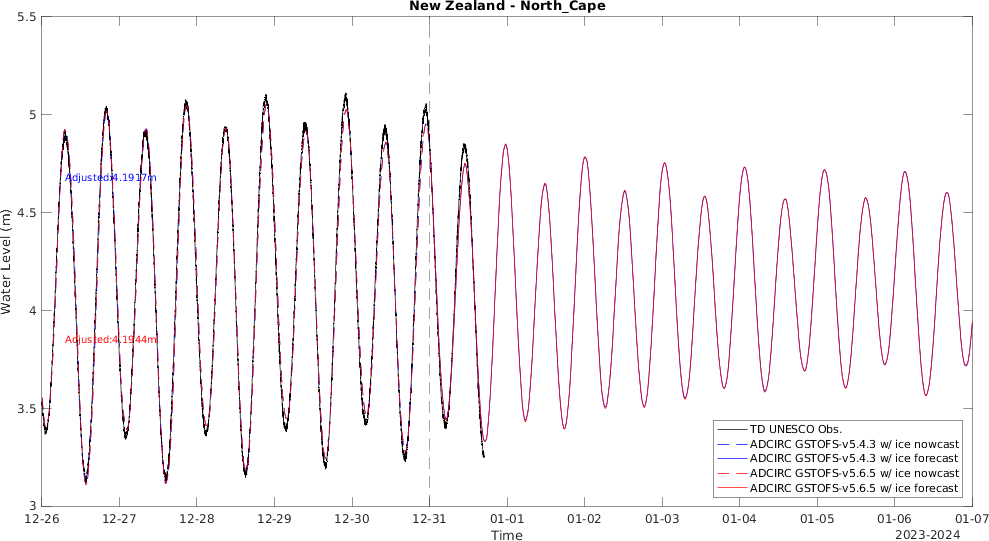 New Zealand - North_Cape
5.5
5
4.5
4
3.5
3
Water Level (m)
Adjusted:4.1917m
Adjusted:4.1944m
TD UNESCO Obs.
ADCIRC GSTOFS-v5.4.3 w/ ice nowcast
ADCIRC GSTOFS-v5.4.3 w/ ice forecast
ADCIRC GSTOFS-v5.6.5 w/ ice nowcast
ADCIRC GSTOFS-v5.6.5 w/ ice forecast
12-26 12-27 12-28 12-29 12-30 12-31 01-01 01-02 01-03 01-04 01-05 01-06 01-07
Time
2023-2024